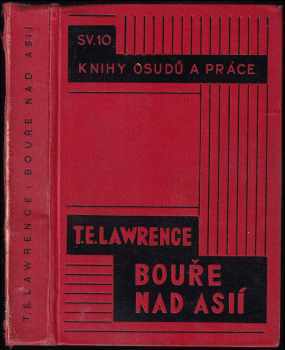 T.E. LAWRENCE : BOUŘE NAD ASIÍ
SV.10
KNIHY OSUDŮ A PRÁCE
T.E. LAWRENCE
BOUŘE
NAD ASIÍ